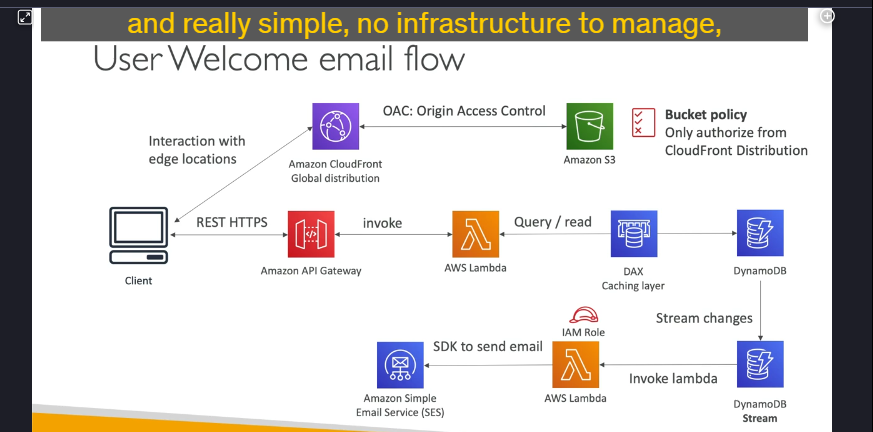 and really simple, no infrastructure to manage,
User Welcome email flow
OAC: Origin Access Control
Bucket policy
Only authorize from
CloudFront Distribution
Interaction with
edge locations
Amazon CloudFront
Global distribution
Amazon S3
REST HTTPS
invoke
Query / read
Client
Amazon API Gateway
AWS Lambda
DAX
Caching layer
DynamoDB
Stream changes
IAM Role
SDK to send email
Invoke lambda
Amazon Simple
Email Service (SES)
AWS Lambda
DynamoDB
Stream